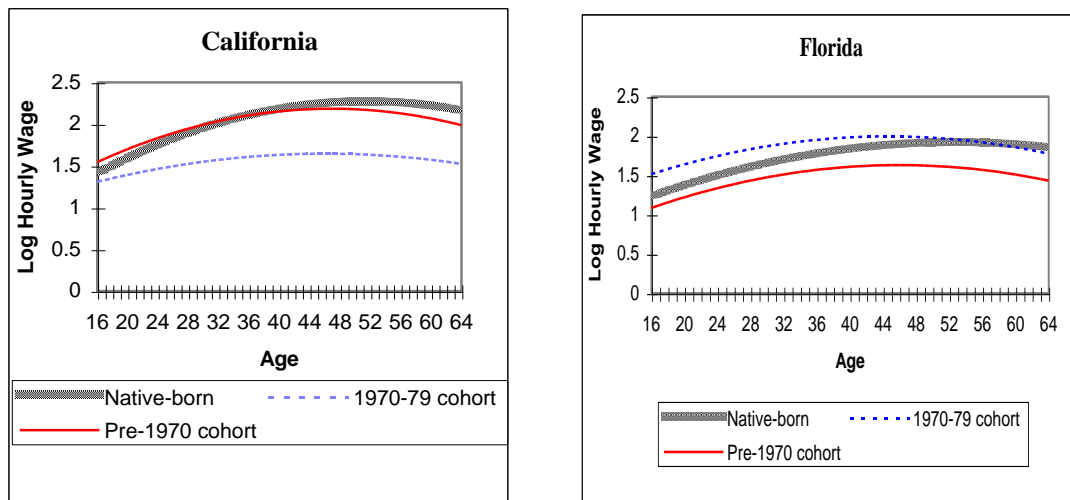 California
Log Hourly Wage
2.5
2
1.5
1
0.5
0
16 20 24 28 32 36 40 44 48 52 56 60 64
Age
Native-born 1970-79 cohort
Pre-1970 cohort
Florida
Log Hourly Wage
2.5
2
1.5
1
0.5
0
16 20 24 28 32 36 40 44 48 52 56 60 64
Age
Native-born 1970-79 cohort
Pre-1970 cohort